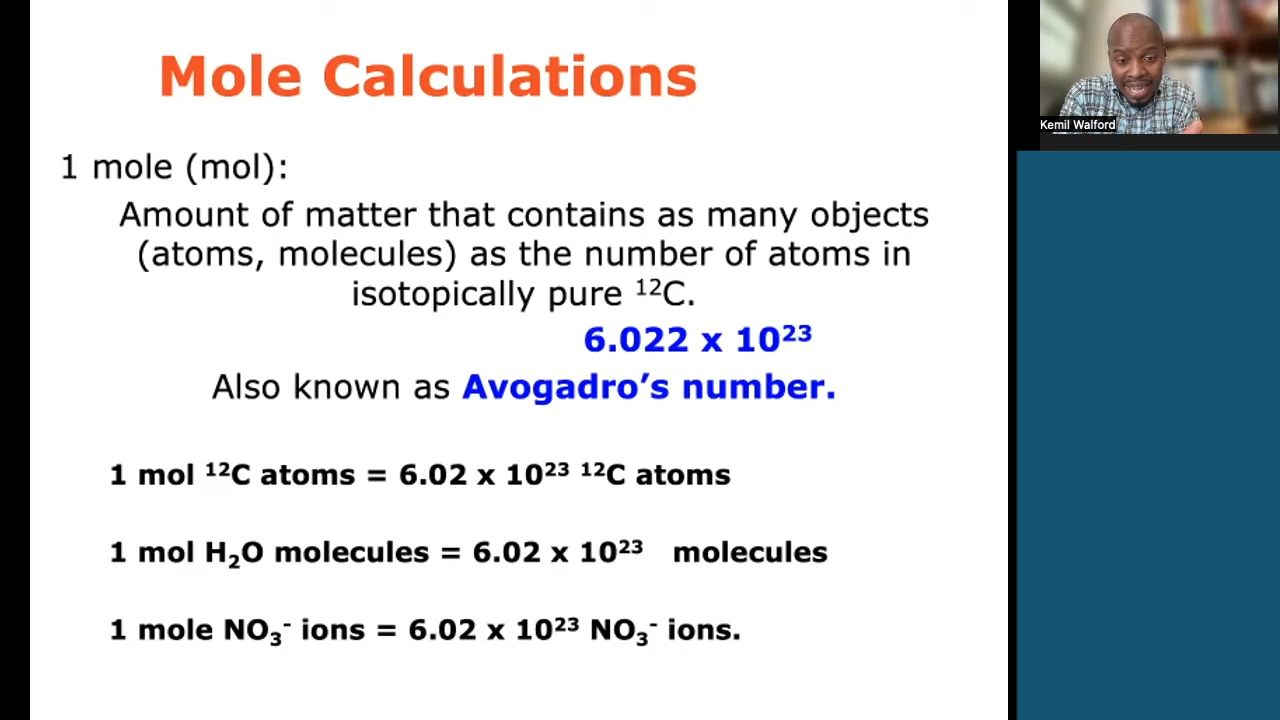 Mole Calculations
1 mole (mol):
Amount of matter that contains as many objects
(atoms, molecules) as the number of atoms in
isotopically pure ¹²C.
6.022 x 10²³
Also known as Avogadro’s number.
1 mol ¹²C atoms = 6.02 x 10²³ ¹²C atoms
1 mol H₂O molecules = 6.02 x 10²³ molecules
1 mole NO₃⁻ ions = 6.02 x 10²³ NO₃⁻ ions.
Kemil Walford